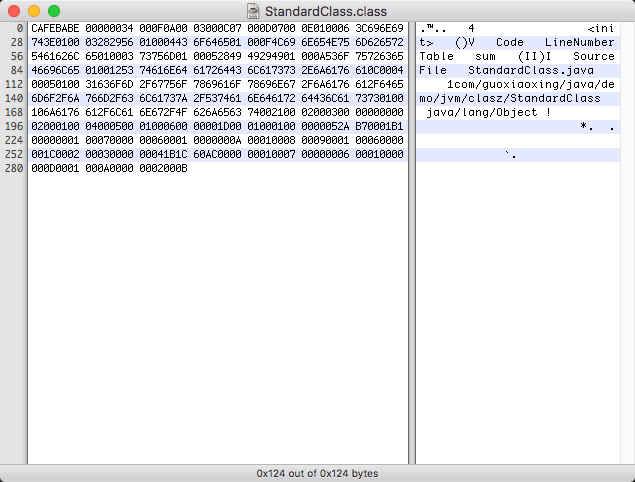 StandardClass.class
0 CAFEBABE 00000034 000F0A00 03000C07 000D0700 0E010006 3C696E69 .™.. 4 <ini
28 743E0100 03282956 01000443 6F646501 000F4C69 6E654E75 6D626572 t> ()V Code LineNumber
56 5461626C 65010003 73756D01 00052849 49294901 000A536F 75726365 Table sum (II)I Source
84 46696C65 01001253 74616E64 61726443 6C617373 2E6A6176 610C0004 File StandardClass.java
112 00050100 31636F6D 2F67756F 7869616F 78696E67 2F6A6176 612F6465 1com/guoxiaoxing/java/de
140 6D6F2F6A 766D2F63 6C61737A 2F537461 6E646172 64436C61 73730100 mo/jvm/clasz/StandardClass
168 106A6176 612F6C61 6E672F4F 626A6563 74002100 02000300 00000000 java/lang/Object !
196 02000100 04000500 01000600 00001D00 01000100 0000052A B70001B1 *. .
224 00000001 00070000 00060001 0000000A 00010008 00090001 00060000
252 001C0002 00030000 00041B1C 60AC0000 00010007 00000006 00010000 `.
280 000D0001 000A0000 0002000B
0x124 out of 0x124 bytes